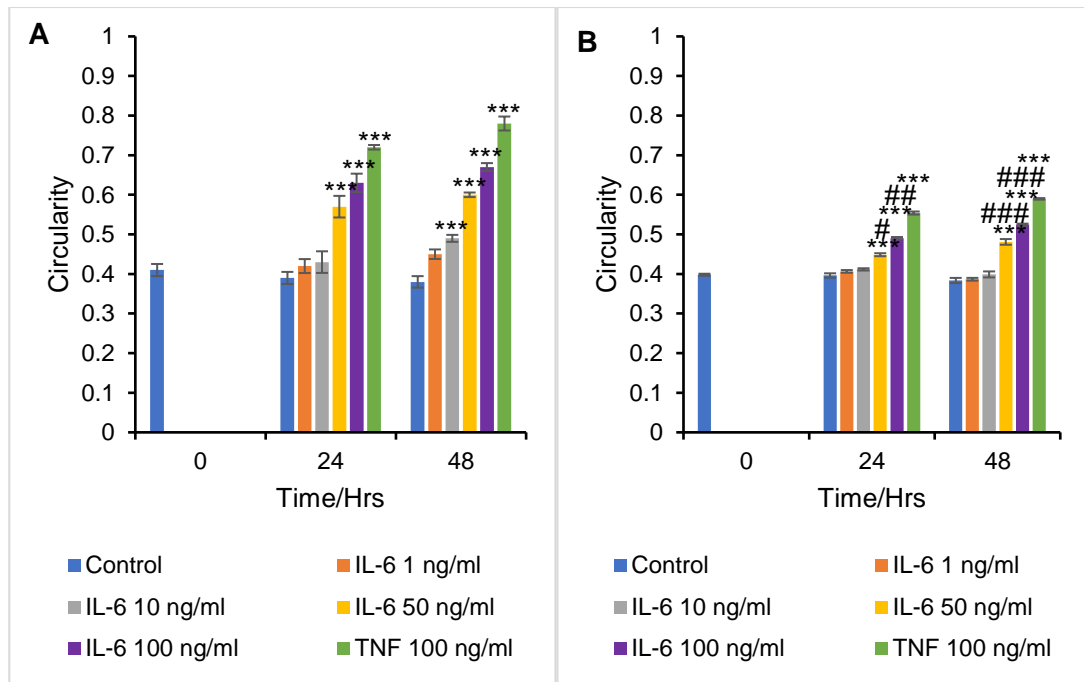 A
1
0.9
0.8
0.7
0.6
0.5
0.4
0.3
0.2
0.1
0
Circularity
***
***
***
***
***
***
***
0 24 48
Time/Hrs
Control IL-6 1 ng/ml
IL-6 10 ng/ml IL-6 50 ng/ml
IL-6 100 ng/ml TNF 100 ng/ml
B
1
0.9
0.8
0.7
0.6
0.5
0.4
0.3
0.2
0.1
0
Circularity
***
##
***
#
***
***
###
***
###
***
0 24 48
Time/Hrs
Control IL-6 1 ng/ml
IL-6 10 ng/ml IL-6 50 ng/ml
IL-6 100 ng/ml TNF 100 ng/ml